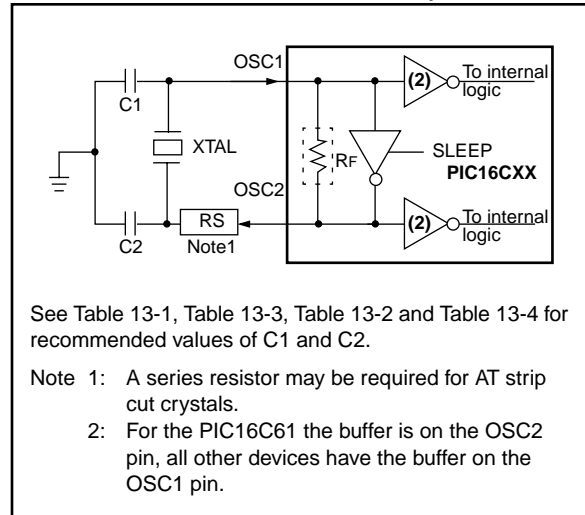 OSC1
To internal
logic
(2)
C1
XTAL
RF
SLEEP
PIC16CXX
OSC2
RS
(2)
To internal
logic
C2
Note1
See Table 13-1, Table 13-3, Table 13-2 and Table 13-4 for
recommended values of C1 and C2.
Note 1: A series resistor may be required for AT strip
cut crystals.
2: For the PIC16C61 the buffer is on the OSC2
pin, all other devices have the buffer on the
OSC1 pin.